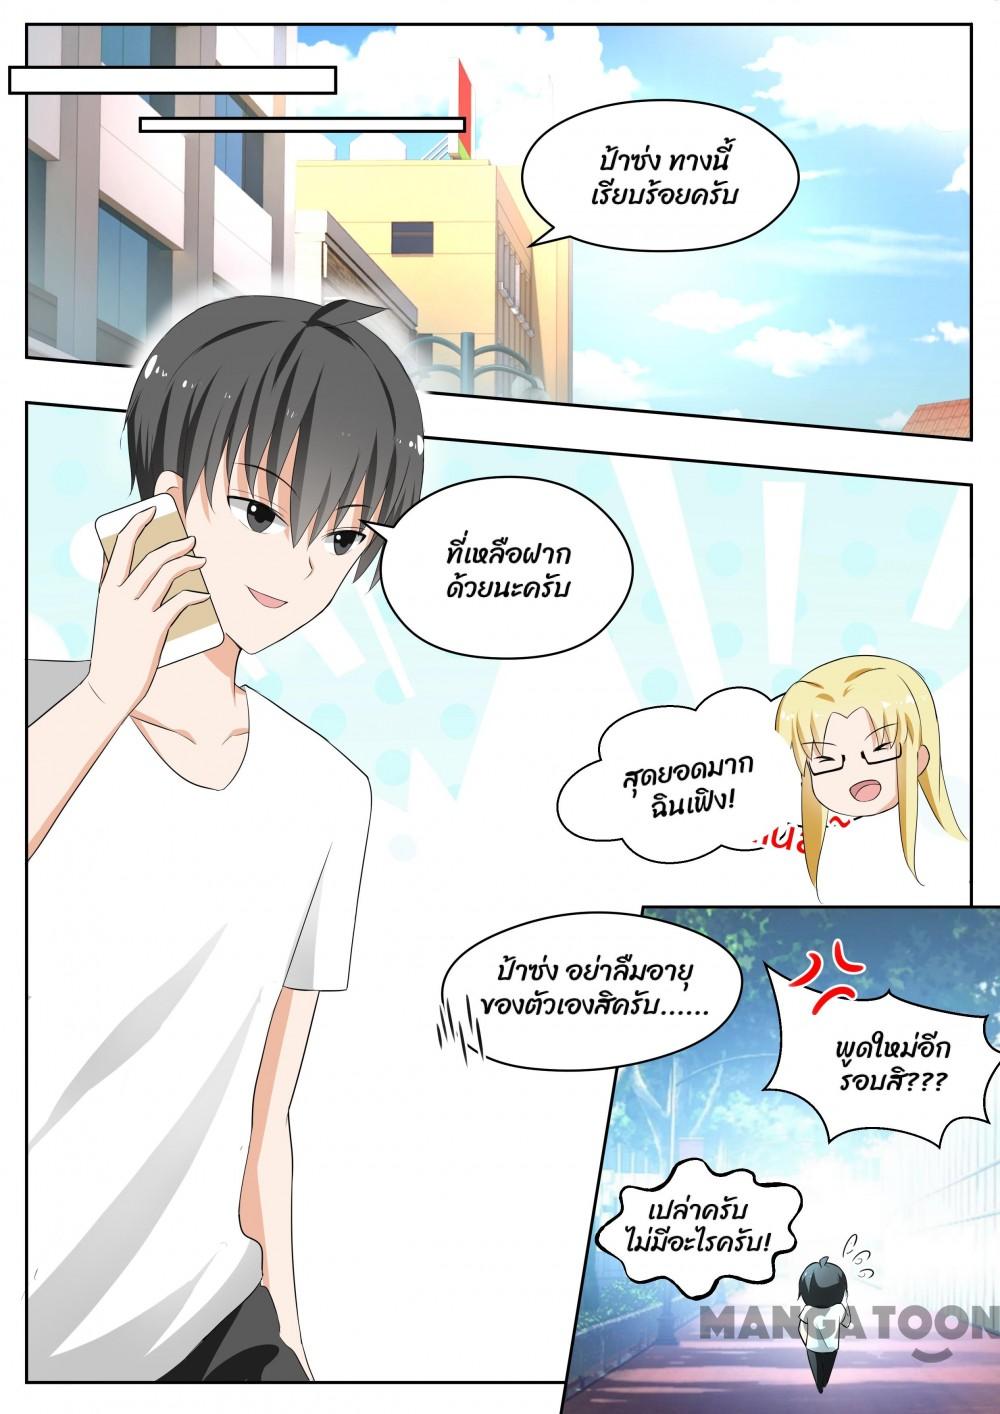 ป้าซ่ง ทางนี้
เรียบร้อยครับ
ที่เหลือฝาก
ด้วยนะครับ
สุดยอดมาก
ฉินเฟิง!
ป้าซ่ง อย่าลืมอายุ
ของตัวเองสิครับ......
พูดใหม่อีก
รอบสิ???
เปล่าครับ
ไม่มีอะไรครับ!
MANGATOON